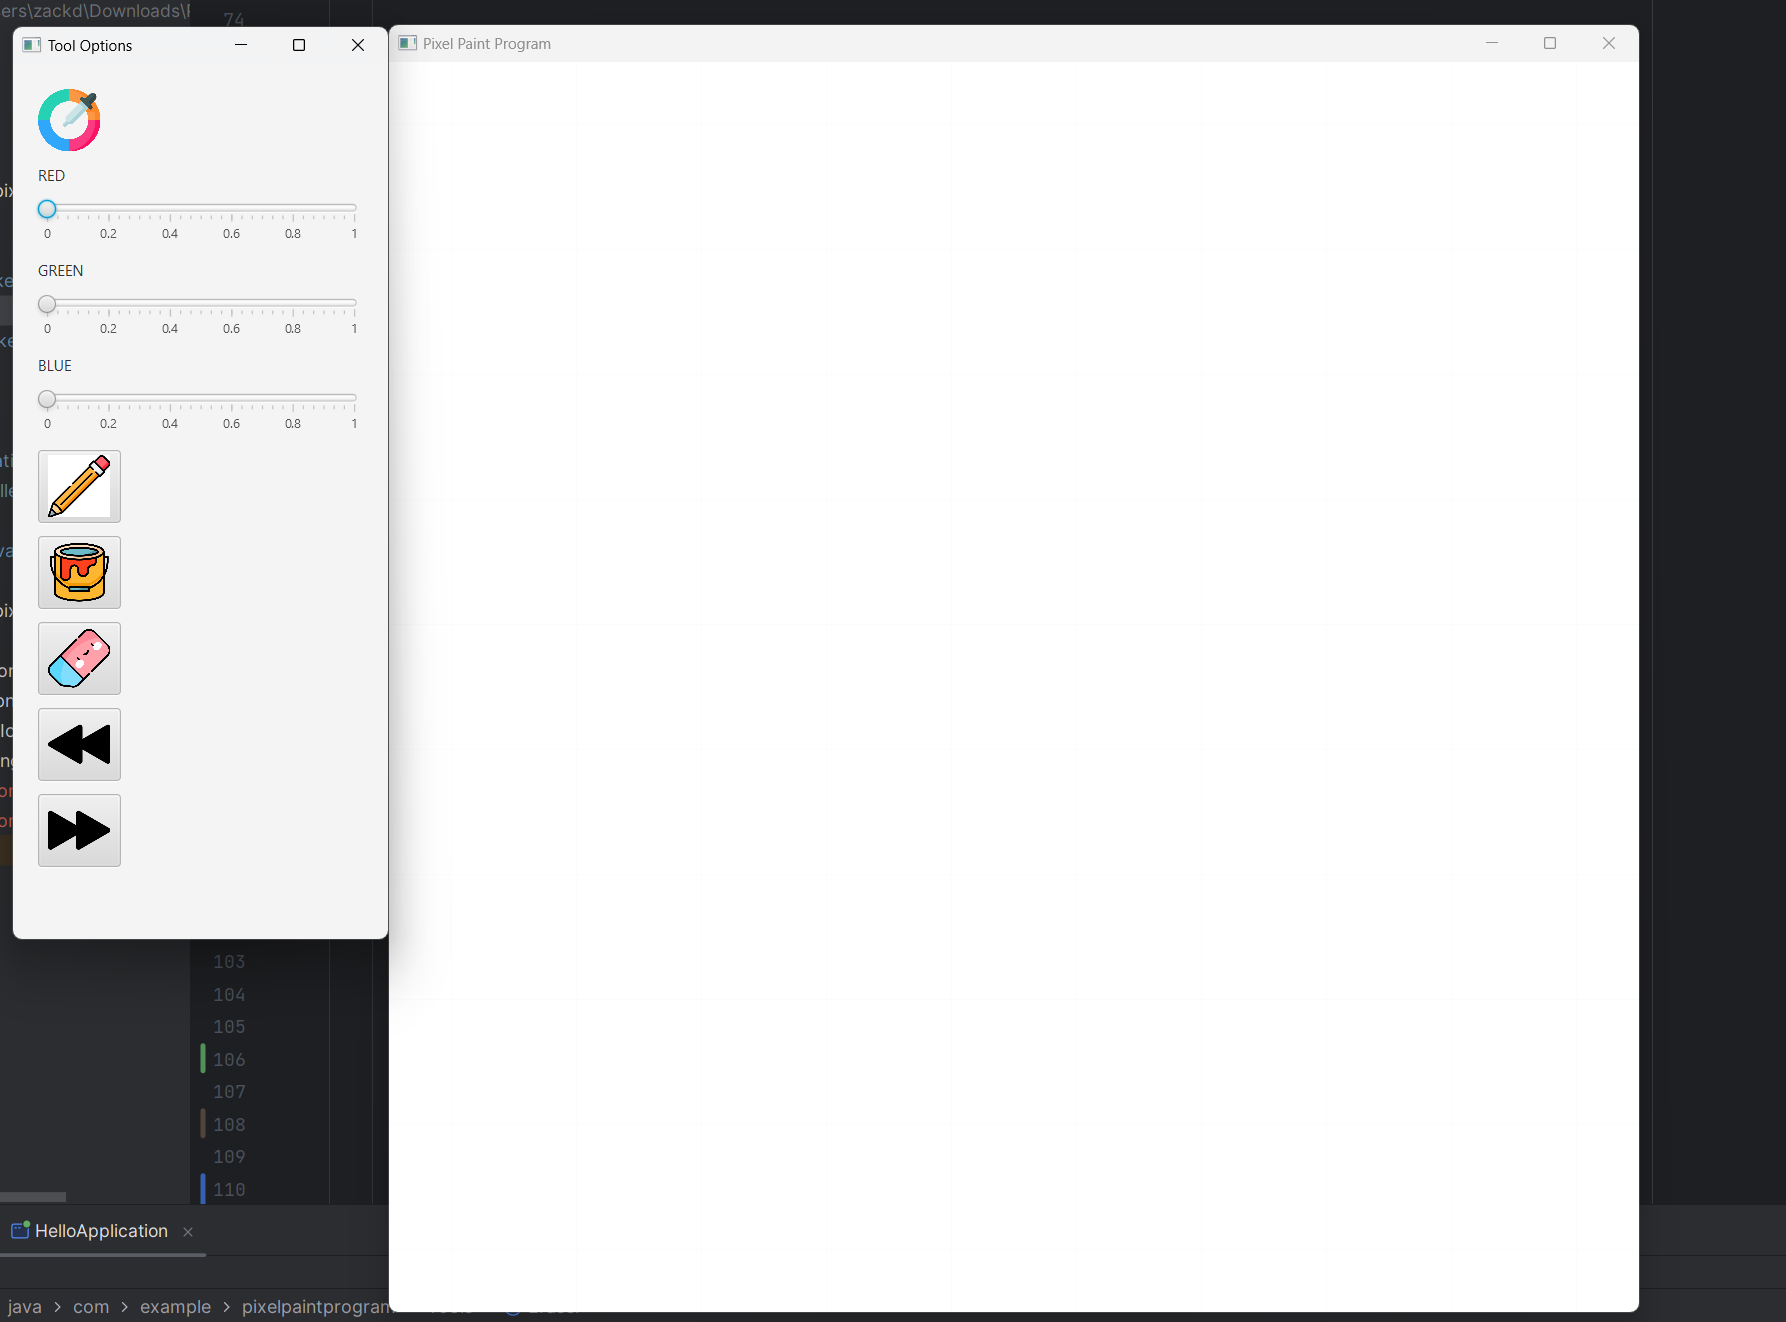 ers\zackd\Downloads\
74
Tool Options
Pixel Paint Program
RED
0 0.2 0.4 0.6 0.8 1
GREEN
0 0.2 0.4 0.6 0.8 1
BLUE
0 0.2 0.4 0.6 0.8 1
103
104
105
106
107
108
109
110
HelloApplication
java > com > example > pixelpaintprogram